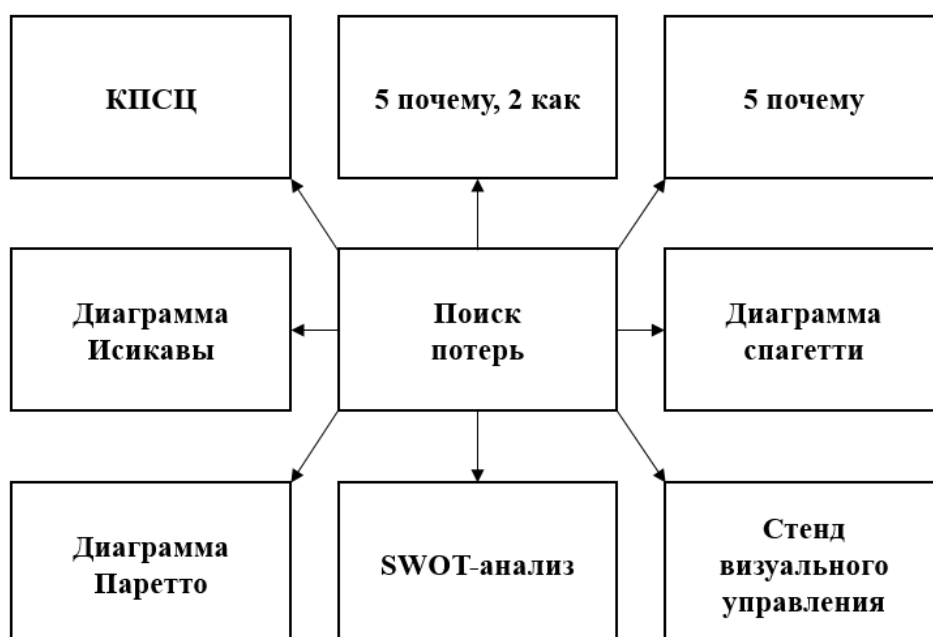 КПСЦ
5 почему, 2 как
5 почему
Диаграмма
Исикавы
Поиск
потерь
Диаграмма
спагетти
Диаграмма
Паретто
SWOT-анализ
Стенд
визуального
управления